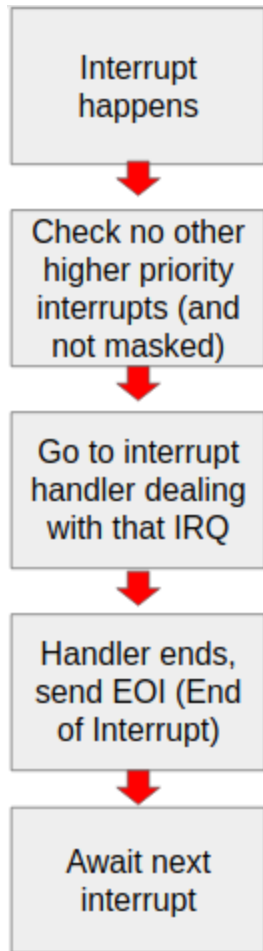 Interrupt
happens
Check no other
higher priority
interrupts (and
not masked)
Go to interrupt
handler dealing
with that IRQ
Handler ends,
send EOI (End
of Interrupt)
Await next
interrupt